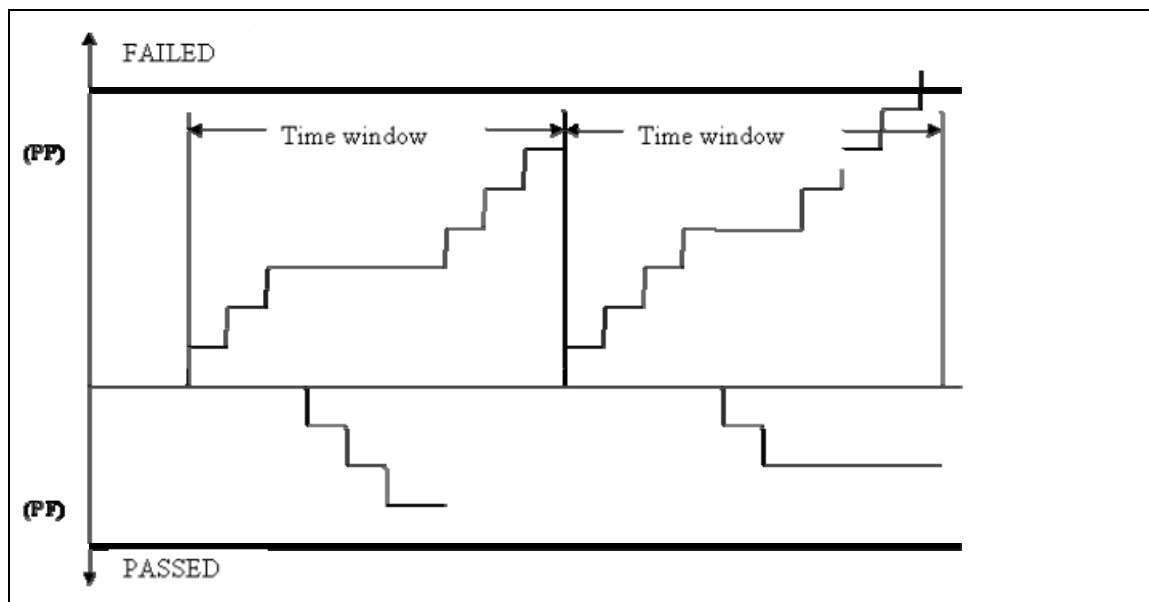 FAILED
Time window
Time window
(PP)
(PF)
PASSED